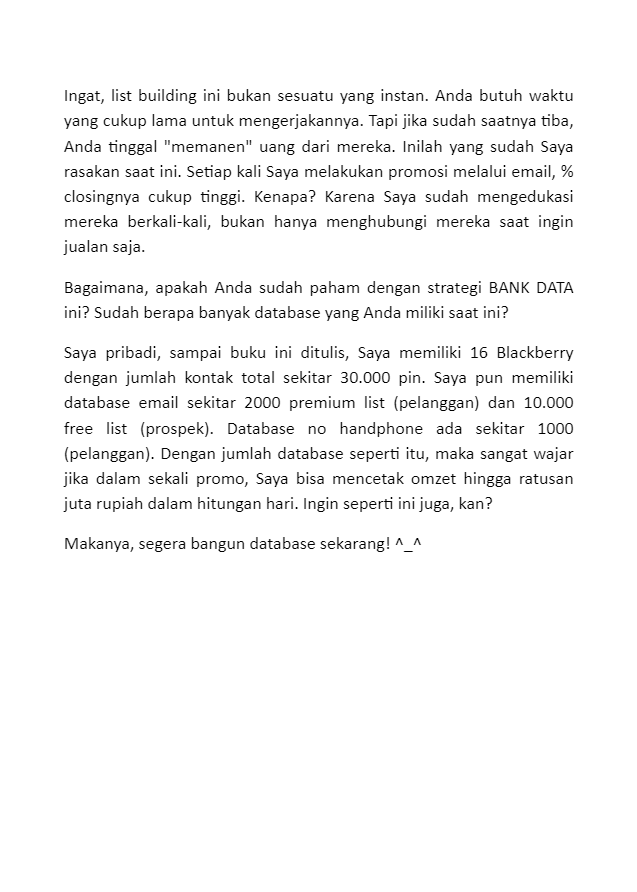 Ingat, list building ini bukan sesuatu yang instan. Anda butuh waktu
yang cukup lama untuk mengerjakannya. Tapi jika sudah saatnya tiba,
Anda tinggal "memanen" uang dari mereka. Inilah yang sudah Saya
rasakan saat ini. Setiap kali Saya melakukan promosi melalui email, %
closingnya cukup tinggi. Kenapa? Karena Saya sudah mengedukasi
mereka berkali-kali, bukan hanya menghubungi mereka saat ingin
jualan saja.
Bagaimana, apakah Anda sudah paham dengan strategi BANK DATA
ini? Sudah berapa banyak database yang Anda miliki saat ini?
Saya pribadi, sampai buku ini ditulis, Saya memiliki 16 Blackberry
dengan jumlah kontak total sekitar 30.000 pin. Saya pun memiliki
database email sekitar 2000 premium list (pelanggan) dan 10.000
free list (prospek). Database no handphone ada sekitar 1000
(pelanggan). Dengan jumlah database seperti itu, maka sangat wajar
jika dalam sekali promo, Saya bisa mencetak omzet hingga ratusan
juta rupiah dalam hitungan hari. Ingin seperti ini juga, kan?
Makanya, segera bangun database sekarang! ^_^